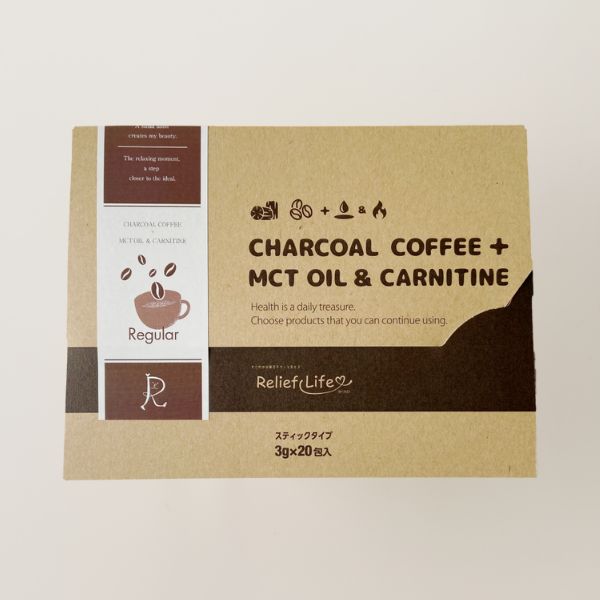 creates my beauty.
The relaxing moment,
a step
closer to the ideal.
CHARCOAL COFFEE
+
MCT OIL & CARNITINE
Regular
R
+ &
CHARCOAL COFFEE +
MCT OIL & CARNITINE
Health is a daily treasure.
Choose products that you can continue using.
Relief Life
スティックタイプ
3g×20包入